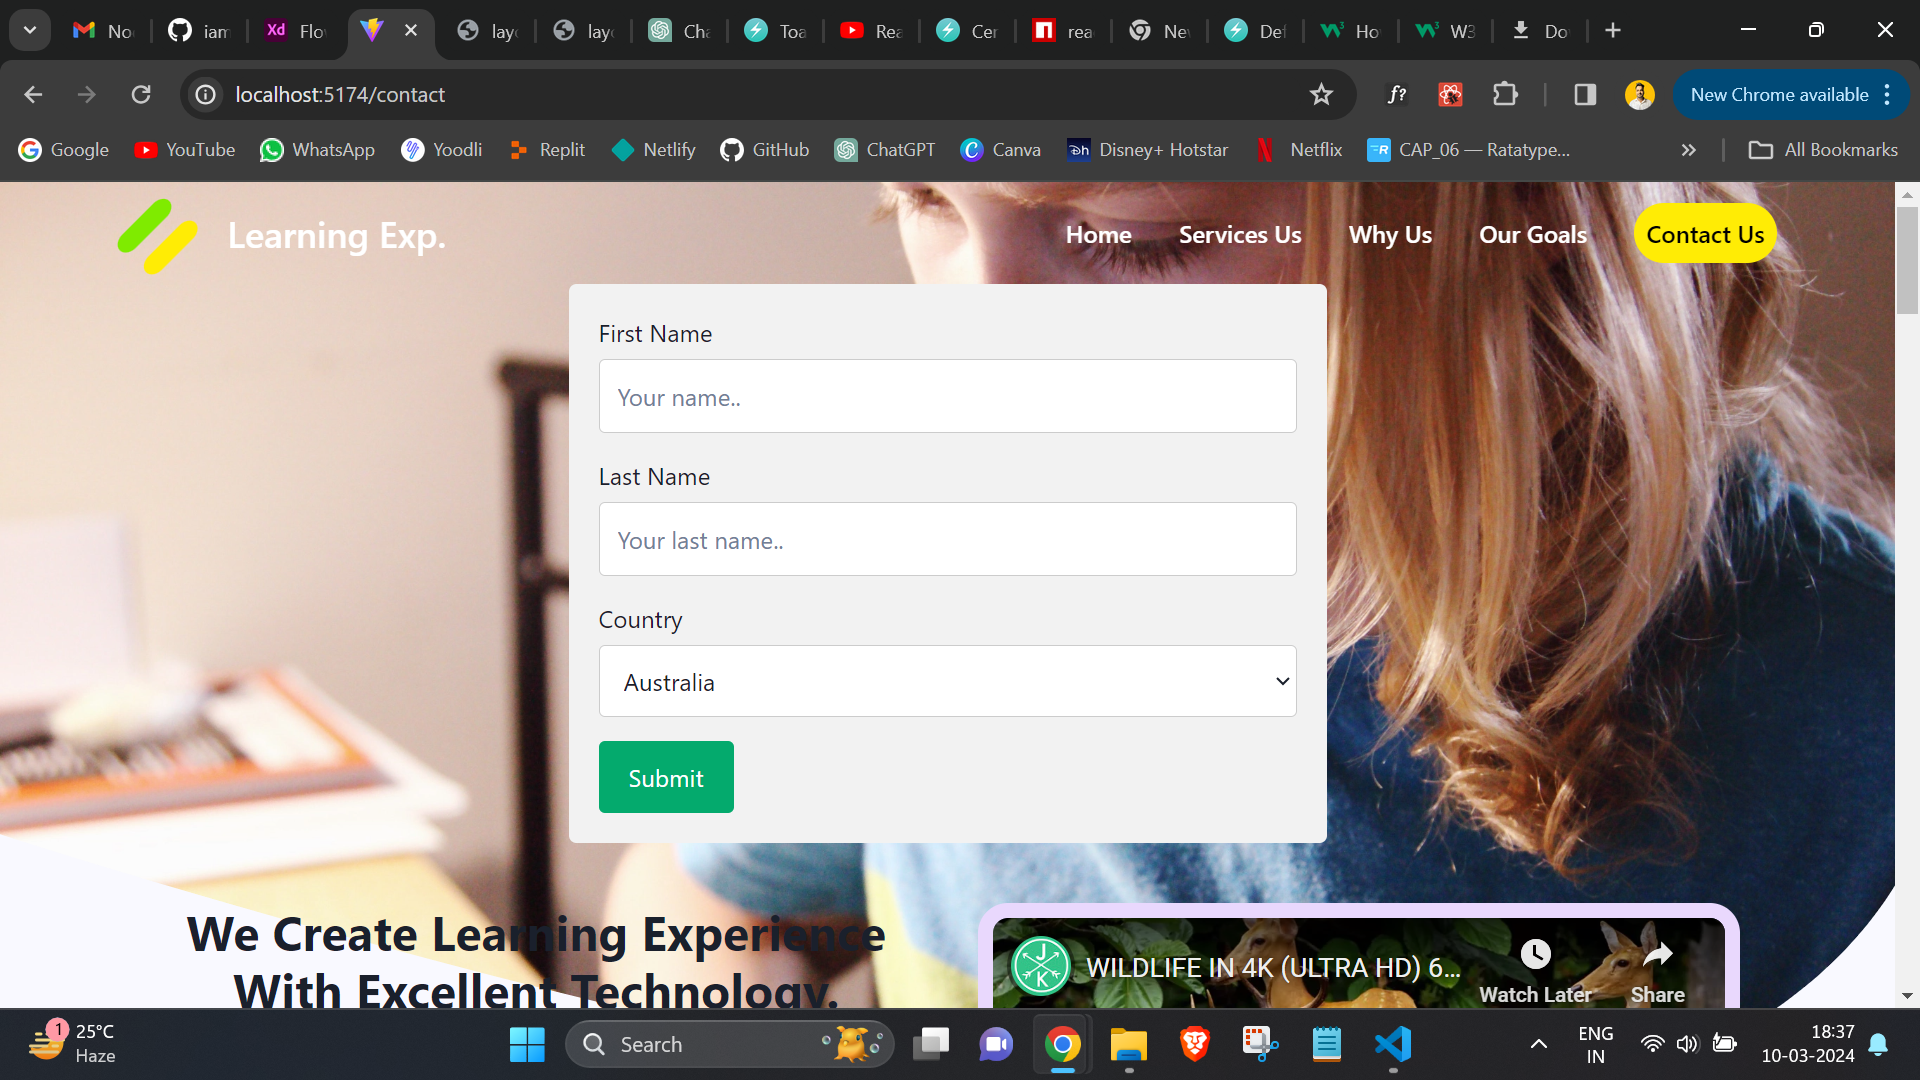 No
iam
Xd Flo
lay
lay
Cha
Toa
Rea
Cer
rea
Ne
Def
Ho
W3
Do
localhost:5174/contact
f?
New Chrome available
Google
YouTube
WhatsApp
Yoodli
Replit
Netlify
GitHub
ChatGPT
Canva
Disney+ Hotstar
Netflix
CAP_06 — Ratatype...
All Bookmarks
Learning Exp.
Home
Services Us
Why Us
Our Goals
Contact Us
First Name
Your name..
Last Name
Your last name..
Country
Australia
Submit
We Create Learning Experience
With Excellent Technology.
JK
WILDLIFE IN 4K (ULTRA HD) 6...
Watch Later
Share
1
25°C
Haze
Search
ENG
IN
18:37
10-03-2024